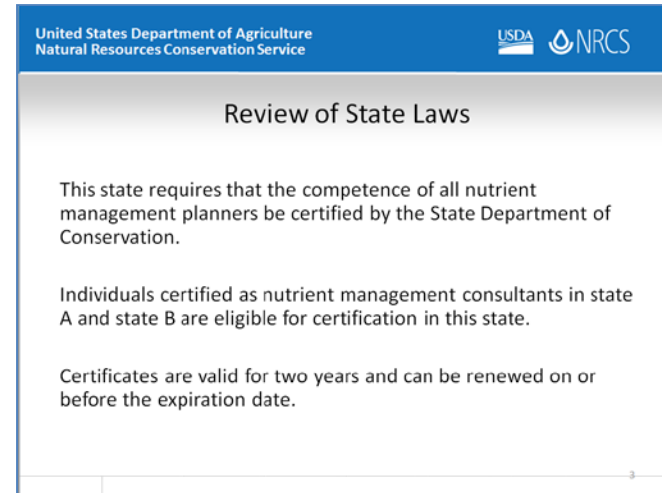 United States Department of Agriculture
Natural Resources Conservation Service
USDA NRCS
Review of State Laws
This state requires that the competence of all nutrient
management planners be certified by the State Department of
Conservation.
Individuals certified as nutrient management consultants in state
A and state B are eligible for certification in this state.
Certificates are valid for two years and can be renewed on or
before the expiration date.
3